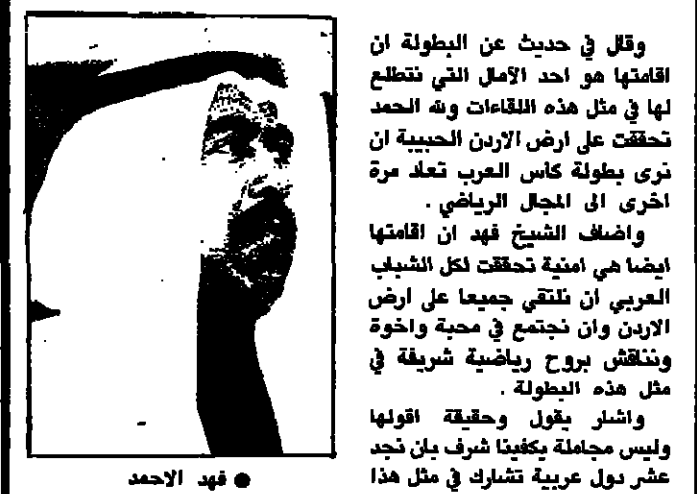 وقال في حديث عن البطولة ان
اقامتها هو احد الآمال التي نتطلع
لها في مثل هذه اللقاءات ولله الحمد
تحققت على ارض الاردن الحبيبة ان
نرى بطولة كاس العرب تعاد مرة
اخرى الى المجال الرياضي .
واضاف الشيخ فهد ان اقامتها
ايضا هي امنية تحققت لكل الشباب
العربي ان نلتقي جميعا على ارض
الاردن وان نجتمع في محبة واخوة
ونناقش بروح رياضية شريفة في
مثل هذه البطولة .
واشار يقول وحقيقة اقولها
وليس مجاملة يكفينا شرف بان نجد
عشر دول عربية تشارك في مثل هذا
● فهد الاحمد